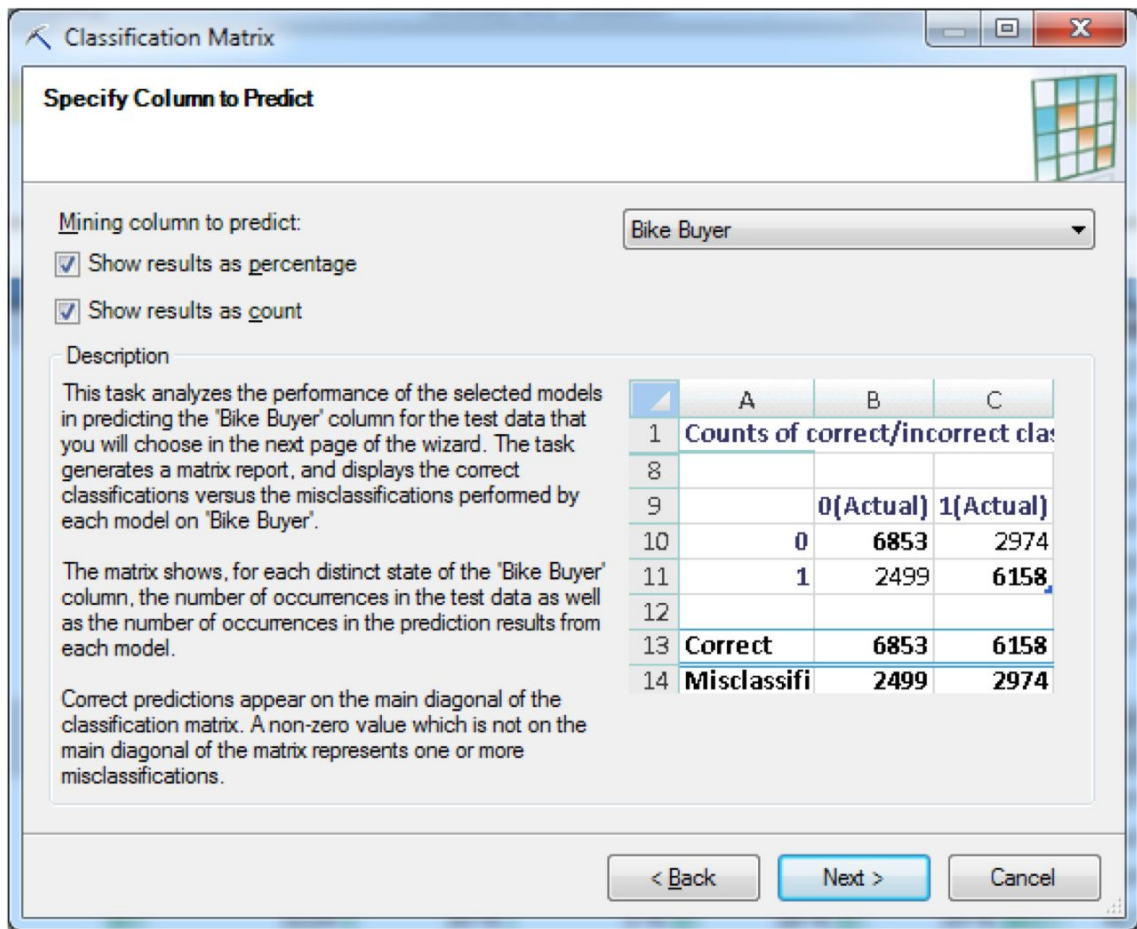 Classification Matrix
Specify Column to Predict
Mining column to predict:
Bike Buyer
Show results as percentage
Show results as count
Description
This task analyzes the performance of the selected models
in predicting the 'Bike Buyer' column for the test data that
you will choose in the next page of the wizard. The task
generates a matrix report, and displays the correct
classifications versus the misclassifications performed by
each model on 'Bike Buyer'.
The matrix shows, for each distinct state of the 'Bike Buyer'
column, the number of occurrences in the test data as well
as the number of occurrences in the prediction results from
each model.
Correct predictions appear on the main diagonal of the
classification matrix. A non-zero value which is not on the
main diagonal of the matrix represents one or more
misclassifications.
A B C
1 Counts of correct/incorrect clas
8
9 0(Actual) 1(Actual)
10 0 6853 2974
11 1 2499 6158
12
13 Correct 6853 6158
14 Misclassifi 2499 2974
< Back Next > Cancel